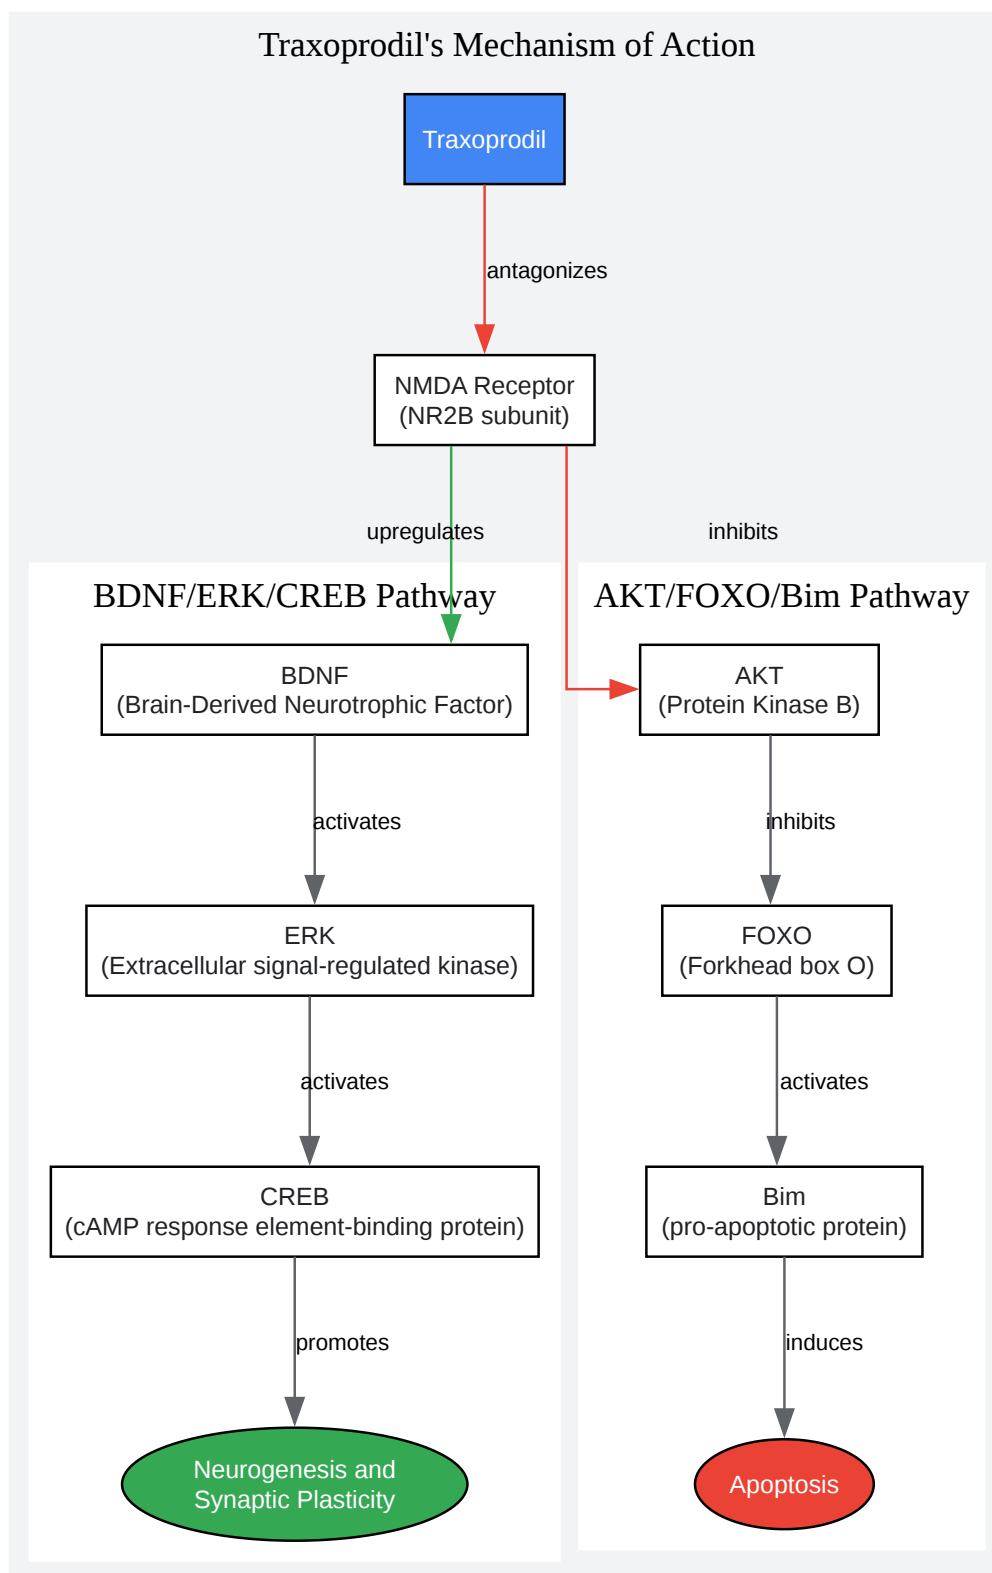 Traxoprodil's Mechanism of Action
Traxoprodil
antagonizes
NMDA Receptor
(NR2B subunit)
upregulates
inhibits
BDNF/ERK/CREB Pathway
BDNF
(Brain-Derived Neurotrophic Factor)
activates
ERK
(Extracellular signal-regulated kinase)
activates
CREB
(cAMP response element-binding protein)
promotes
Neurogenesis and
Synaptic Plasticity
AKT/FOXO/Bim Pathway
AKT
(Protein Kinase B)
inhibits
FOXO
(Forkhead box O)
activates
Bim
(pro-apoptotic protein)
induces
Apoptosis